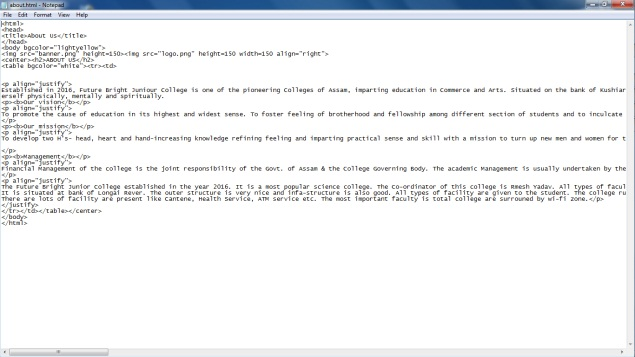 about.html - Notepad
File Edit Format View Help
<html>
<head>
<title>About Us</title>
</head>
<body bgcolor="lightyellow">
<img src="banner.png" height=150><img src="logo.png" height=150 width=150 align="right">
<center><h2>ABOUT US</h2>
<table bgcolor="white"><tr><td>
<p align="justify">
Established in 2016, Future Bright Juniour College is one of the pioneering Colleges of Assam, imparting education in Commerce and Arts. Situated on the bank of Kushiar
erself physically, mentally and spiritually.
<p><b>Our vision</b></p>
<p align="justify">
To promote the cause of education in its highest and widest sense. To foster feeling of brotherhood and fellowship among different section of students and to inculcate
</p>
<p><b>Our mission</b></p>
<p align="justify">
To develop two H's- head, heart and hand-increasing knowledge refining feeling and imparting practical sense and skill with a mission to turn up new men and women for t
</p>
<p><b>Management</b></p>
<p align="justify">
Financial Management of the college is the joint responsibility of the Govt. of Assam & the College Governing Body. The academic Management is usually undertaken by the
</p>
<p align="justify">
The Future Bright Junior College established in the year 2016. It is a most popular science college. The Co-ordinator of this college is Rmesh Yadav. All types of facul
It is situated at bank of Longai Rever. The outer structure is very nice and infa-structure is also good. All types of facility are given to the student. The college ru
There are lots of facility are present like Cantene, Health Service, ATM service etc. The most important faculty is total college are surrouned by wi-fi zone.</p>
</justify>
</tr></td></table></center>
</body>
</html>